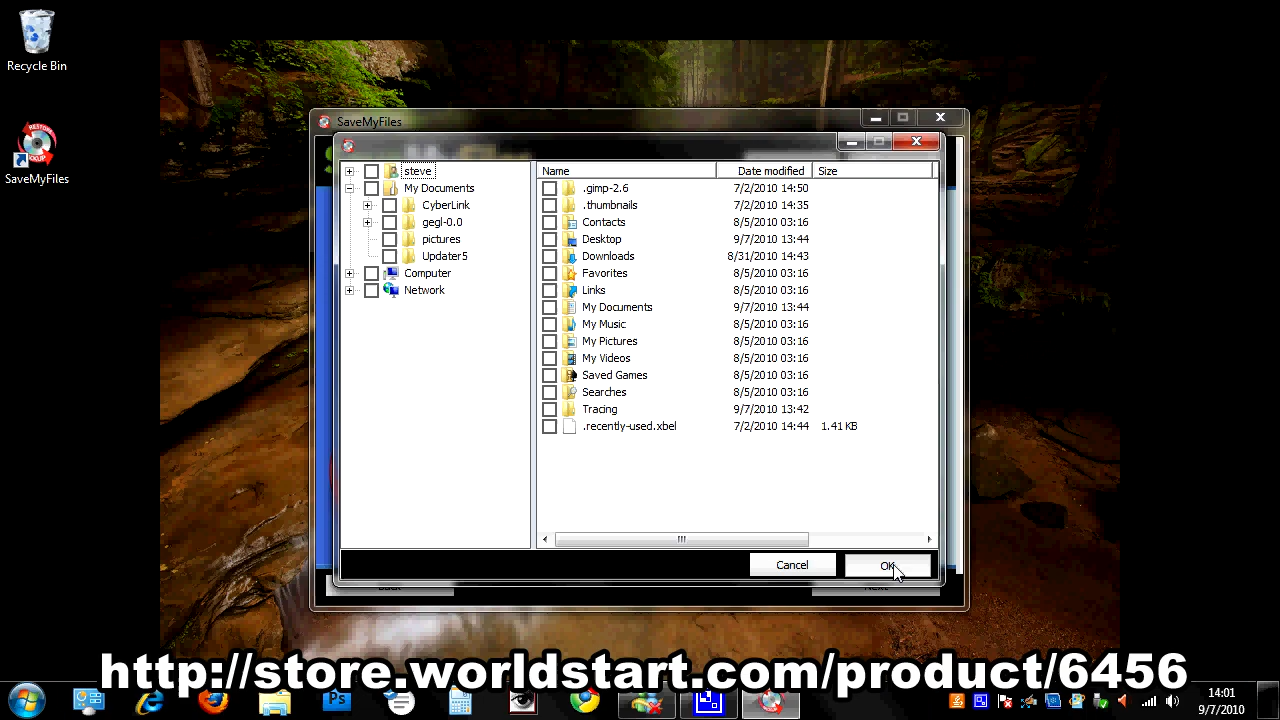 Recycle Bin
SaveMyFiles
SaveMyFiles
steve
My Documents
CyberLink
gegl-0.0
pictures
Updater5
Computer
Network
Name Date modified Size
.gimp-2.6 7/2/2010 14:50
.thumbnails 7/2/2010 14:35
Contacts 8/5/2010 03:16
Desktop 9/7/2010 13:44
Downloads 8/31/2010 14:43
Favorites 8/5/2010 03:16
Links 8/5/2010 03:16
My Documents 9/7/2010 13:44
My Music 8/5/2010 03:16
My Pictures 8/5/2010 03:16
My Videos 8/5/2010 03:16
Saved Games 8/5/2010 03:16
Searches 8/5/2010 03:16
Tracing 9/7/2010 13:42
.recently-used.xbel 7/2/2010 14:44 1.41 KB
Cancel OK
Back Next
http://store.worldstart.com/product/6456
Ps
14:01
9/7/2010